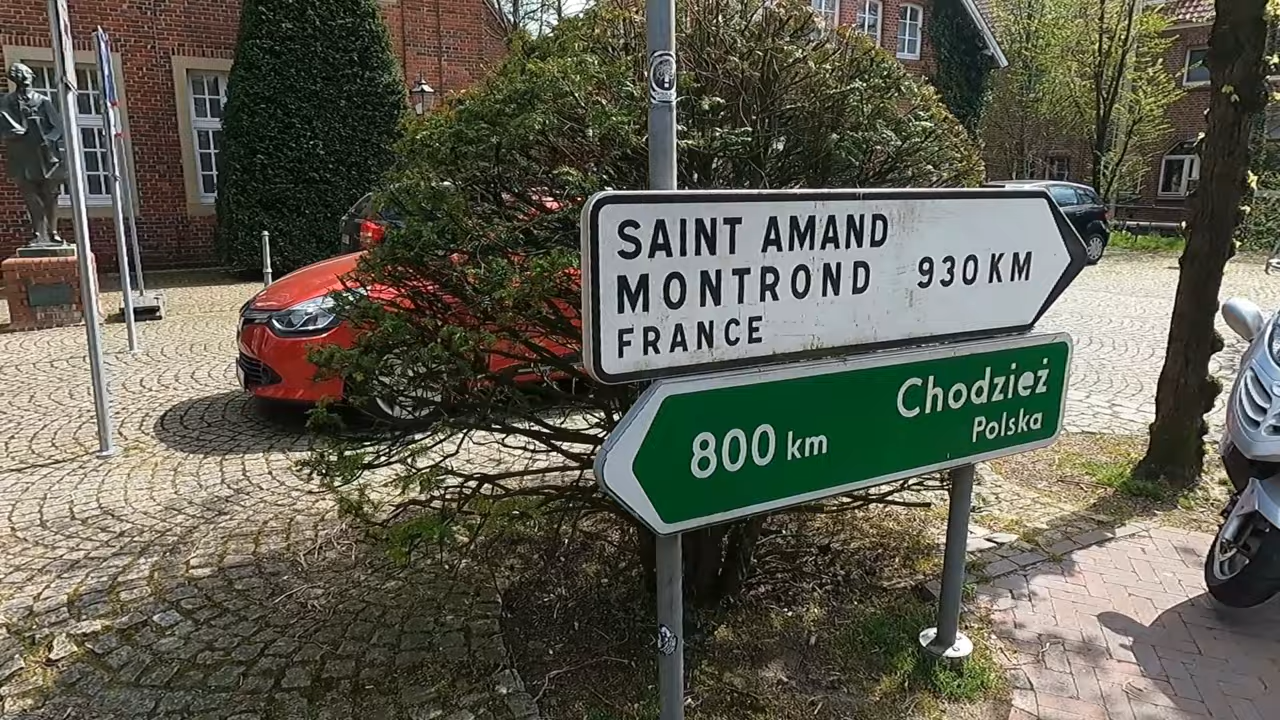 SAINT AMAND
MONTROND 930 KM
FRANCE
Chodzież
800 km Polska